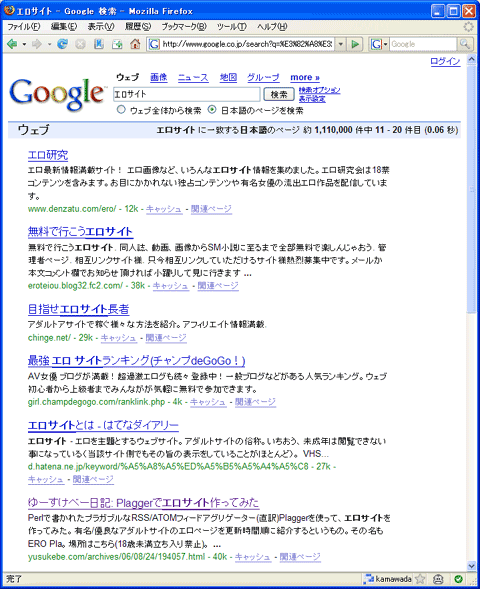 エロサイト - Google 検索 - Mozilla Firefox
ファイル(F) 編集(E) 表示(V) 履歴(S) ブックマーク(B) ツール(T) ヘルプ(H)
http://www.google.co.jp/search?q=%E3%82%A8%E3% Google
ログイン
Google
ウェブ 画像 ニュース 地図 グループ more »
エロサイト 検索 検索オプション
表示設定
ウェブ全体から検索 日本語のページを検索
ウェブ エロサイト に一致する日本語のページ 約 1,110,000 件中 11 - 20 件目 (0.06 秒)
エロ研究
エロ最新情報満載サイト！ エロ画像など、いろんなエロサイト情報を集めました。エロ研究会は18禁
コンテンツを含みます。お目にかかれない独占コンテンツや有名女優の流出エロ作品を配信していま
す。
www.denzatu.com/ero/ - 12k - キャッシュ - 関連ページ
無料で行こうエロサイト
無料で行こうエロサイト. 同人誌、動画、画像からSM小説に至るまで全部無料で楽しんじゃおう. 管
理者ページ. 相互リンクサイト様. 只今相互リンクしていただけるサイト様熱烈募集中です。メールか
本文コメント欄でお知らせ頂ければ小躍りして見に行きます ...
eroteiou.blog32.fc2.com/ - 38k - キャッシュ - 関連ページ
目指せエロサイト長者
アダルトアサイトで稼ぐ様々な方法を紹介。アフィリエイト情報満載.
chinge.net/ - 29k - キャッシュ - 関連ページ
最強 エロ サイトランキング(チャンプdeGoGo！)
AV女優 ブログが満載！超過激エログも続々登録中！一般ブログなどがある人気ランキング。ウェブ
初心者から上級者までみんながが気軽に無料で参加できます。
girl.champdegogo.com/ranklink.php - 4k - キャッシュ - 関連ページ
エロサイトとは - はてなダイアリー
エロサイト - エロを主題とするウェブサイト。アダルトサイトの俗称。いちおう、未成年は閲覧できない
事になっている(当該サイト側でもその旨の表示をしていることがほとんど)。 VHS...
d.hatena.ne.jp/keyword/%A5%A8%A5%ED%A5%B5%A5%A4%A5%C8 - 27k -
キャッシュ - 関連ページ
ゆーすけべー日記: Plaggerでエロサイト作ってみた
Perlで書かれたプラガブルなRSS/ATOMフィードアグリゲーター(直訳)Plaggerを使って、エロサイトを
作ってみた。有名/優良なアダルトサイトのエロページを更新時間順に紹介するというもの。その名も
ERO Pla。場所はこちら(18歳未満立ち入り禁止)。 ...
yusukebe.com/archives/06/08/24/194057.html - 40k - キャッシュ - 関連ページ
完了 kamawada